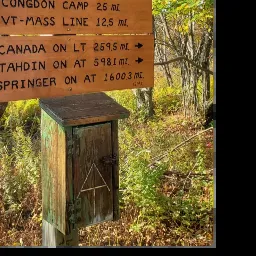 CONGDON CAMP 2.5 MI.
VT-MASS LINE 12.5 MI.
CANADA ON LT 259.5 MI. →
TAHDIN ON AT 598.1 MI. →
SPRINGER ON AT 1600.3 MI.